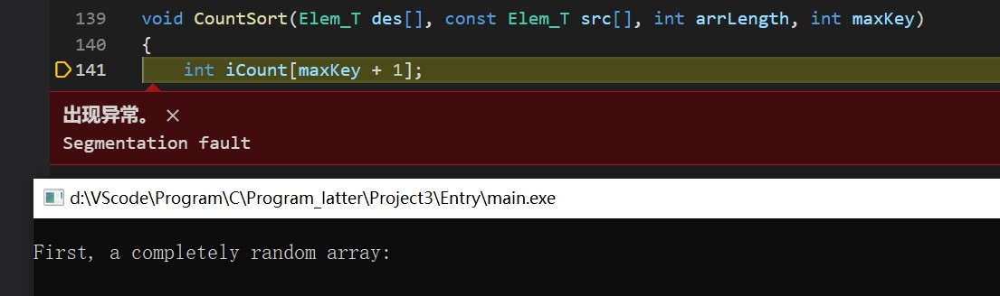 139 void CountSort(Elem_T des[], const Elem_T src[], int arrLength, int maxKey)
140 {
141 int iCount[maxKey + 1];
出现异常。 ×
Segmentation fault
d:\VScode\Program\C\Program_latter\Project3\Entry\main.exe
First, a completely random array: